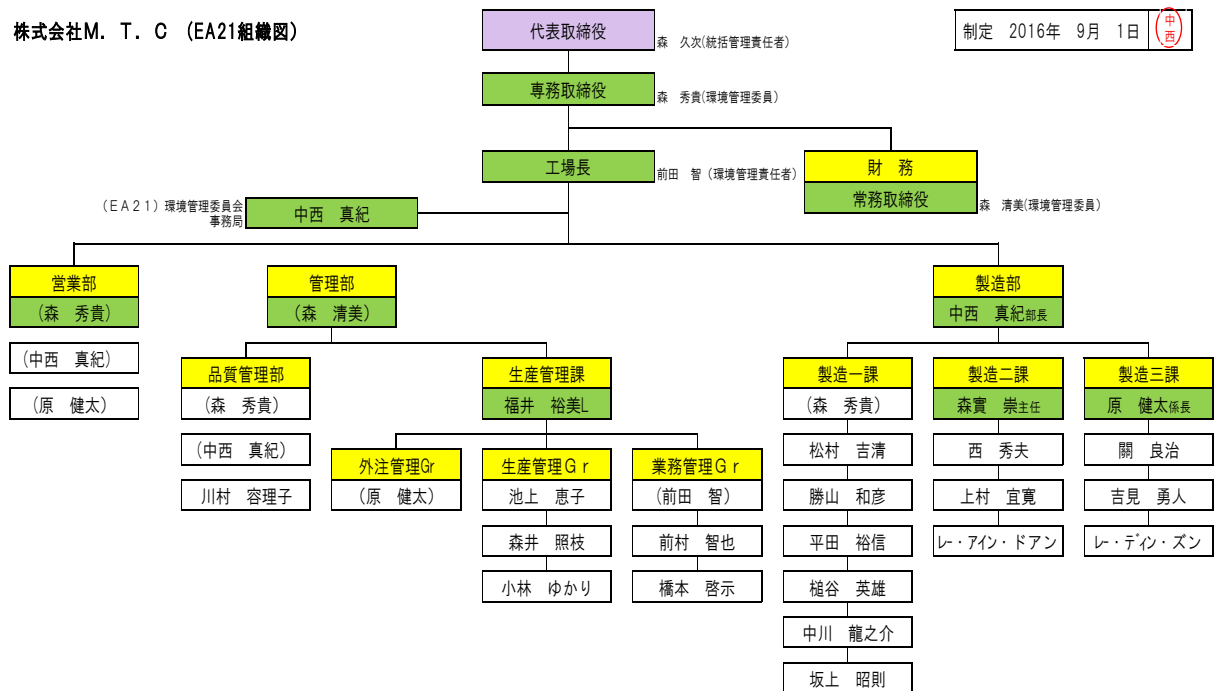 株式会社Ｍ．Ｔ．Ｃ （EA21組織図）
代表取締役
森 久次(統括管理責任者)
制定 2016年 9月 1日
中西
専務取締役
森 秀貴(環境管理委員)
工場長
前田 智（環境管理責任者)
財 務
常務取締役
森 清美(環境管理委員)
（ＥＡ２１）環境管理委員会
事務局
中西 真紀
営業部
(森 秀貴)
(中西 真紀)
(原 健太)
管理部
(森 清美)
品質管理部
(森 秀貴)
(中西 真紀)
川村 容理子
生産管理課
福井 裕美L
外注管理Gr
(原 健太)
生産管理Ｇｒ
池上 恵子
森井 照枝
小林 ゆかり
業務管理Ｇｒ
(前田 智)
前村 智也
橋本 啓示
製造部
中西 真紀部長
製造一課
(森 秀貴)
松村 吉清
勝山 和彦
平田 裕信
槌谷 英雄
中川 龍之介
坂上 昭則
製造二課
森實 崇主任
西 秀夫
上村 宜寛
ﾚｰ・ｱｲﾝ・ドアン
製造三課
原 健太係長
關 良治
吉見 勇人
ﾚｰ・ﾃﾞｨﾝ・ズン